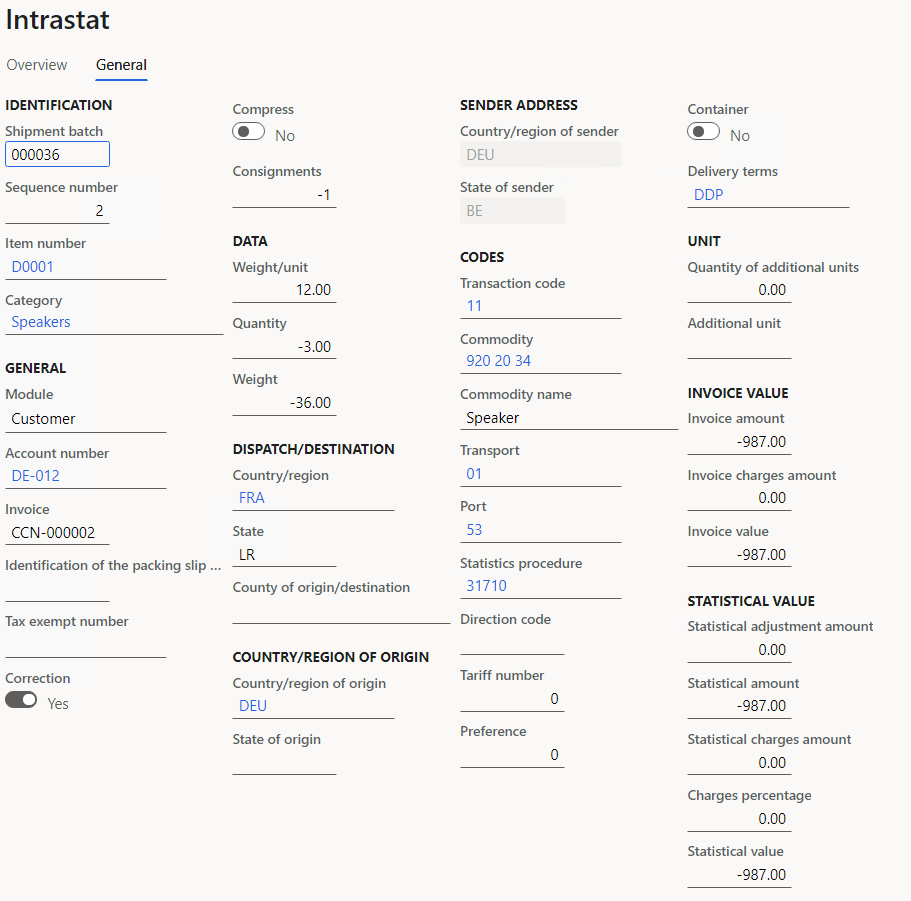 Intrastat
Overview
General
IDENTIFICATION
Shipment batch
000036
Sequence number
2
Item number
D0001
Category
Speakers
GENERAL
Module
Customer
Account number
DE-012
Invoice
CCN-000002
Identification of the packing slip ...
Tax exempt number
Correction
Yes
Compress
No
Consignments
-1
DATA
Weight/unit
12.00
Quantity
-3.00
Weight
-36.00
DISPATCH/DESTINATION
Country/region
FRA
State
LR
County of origin/destination
COUNTRY/REGION OF ORIGIN
Country/region of origin
DEU
State of origin
SENDER ADDRESS
Country/region of sender
DEU
State of sender
BE
CODES
Transaction code
11
Commodity
920 20 34
Commodity name
Speaker
Transport
01
Port
53
Statistics procedure
31710
Direction code
Tariff number
0
Preference
0
Container
No
Delivery terms
DDP
UNIT
Quantity of additional units
0.00
Additional unit
INVOICE VALUE
Invoice amount
-987.00
Invoice charges amount
0.00
Invoice value
-987.00
STATISTICAL VALUE
Statistical adjustment amount
0.00
Statistical amount
-987.00
Statistical charges amount
0.00
Charges percentage
0.00
Statistical value
-987.00